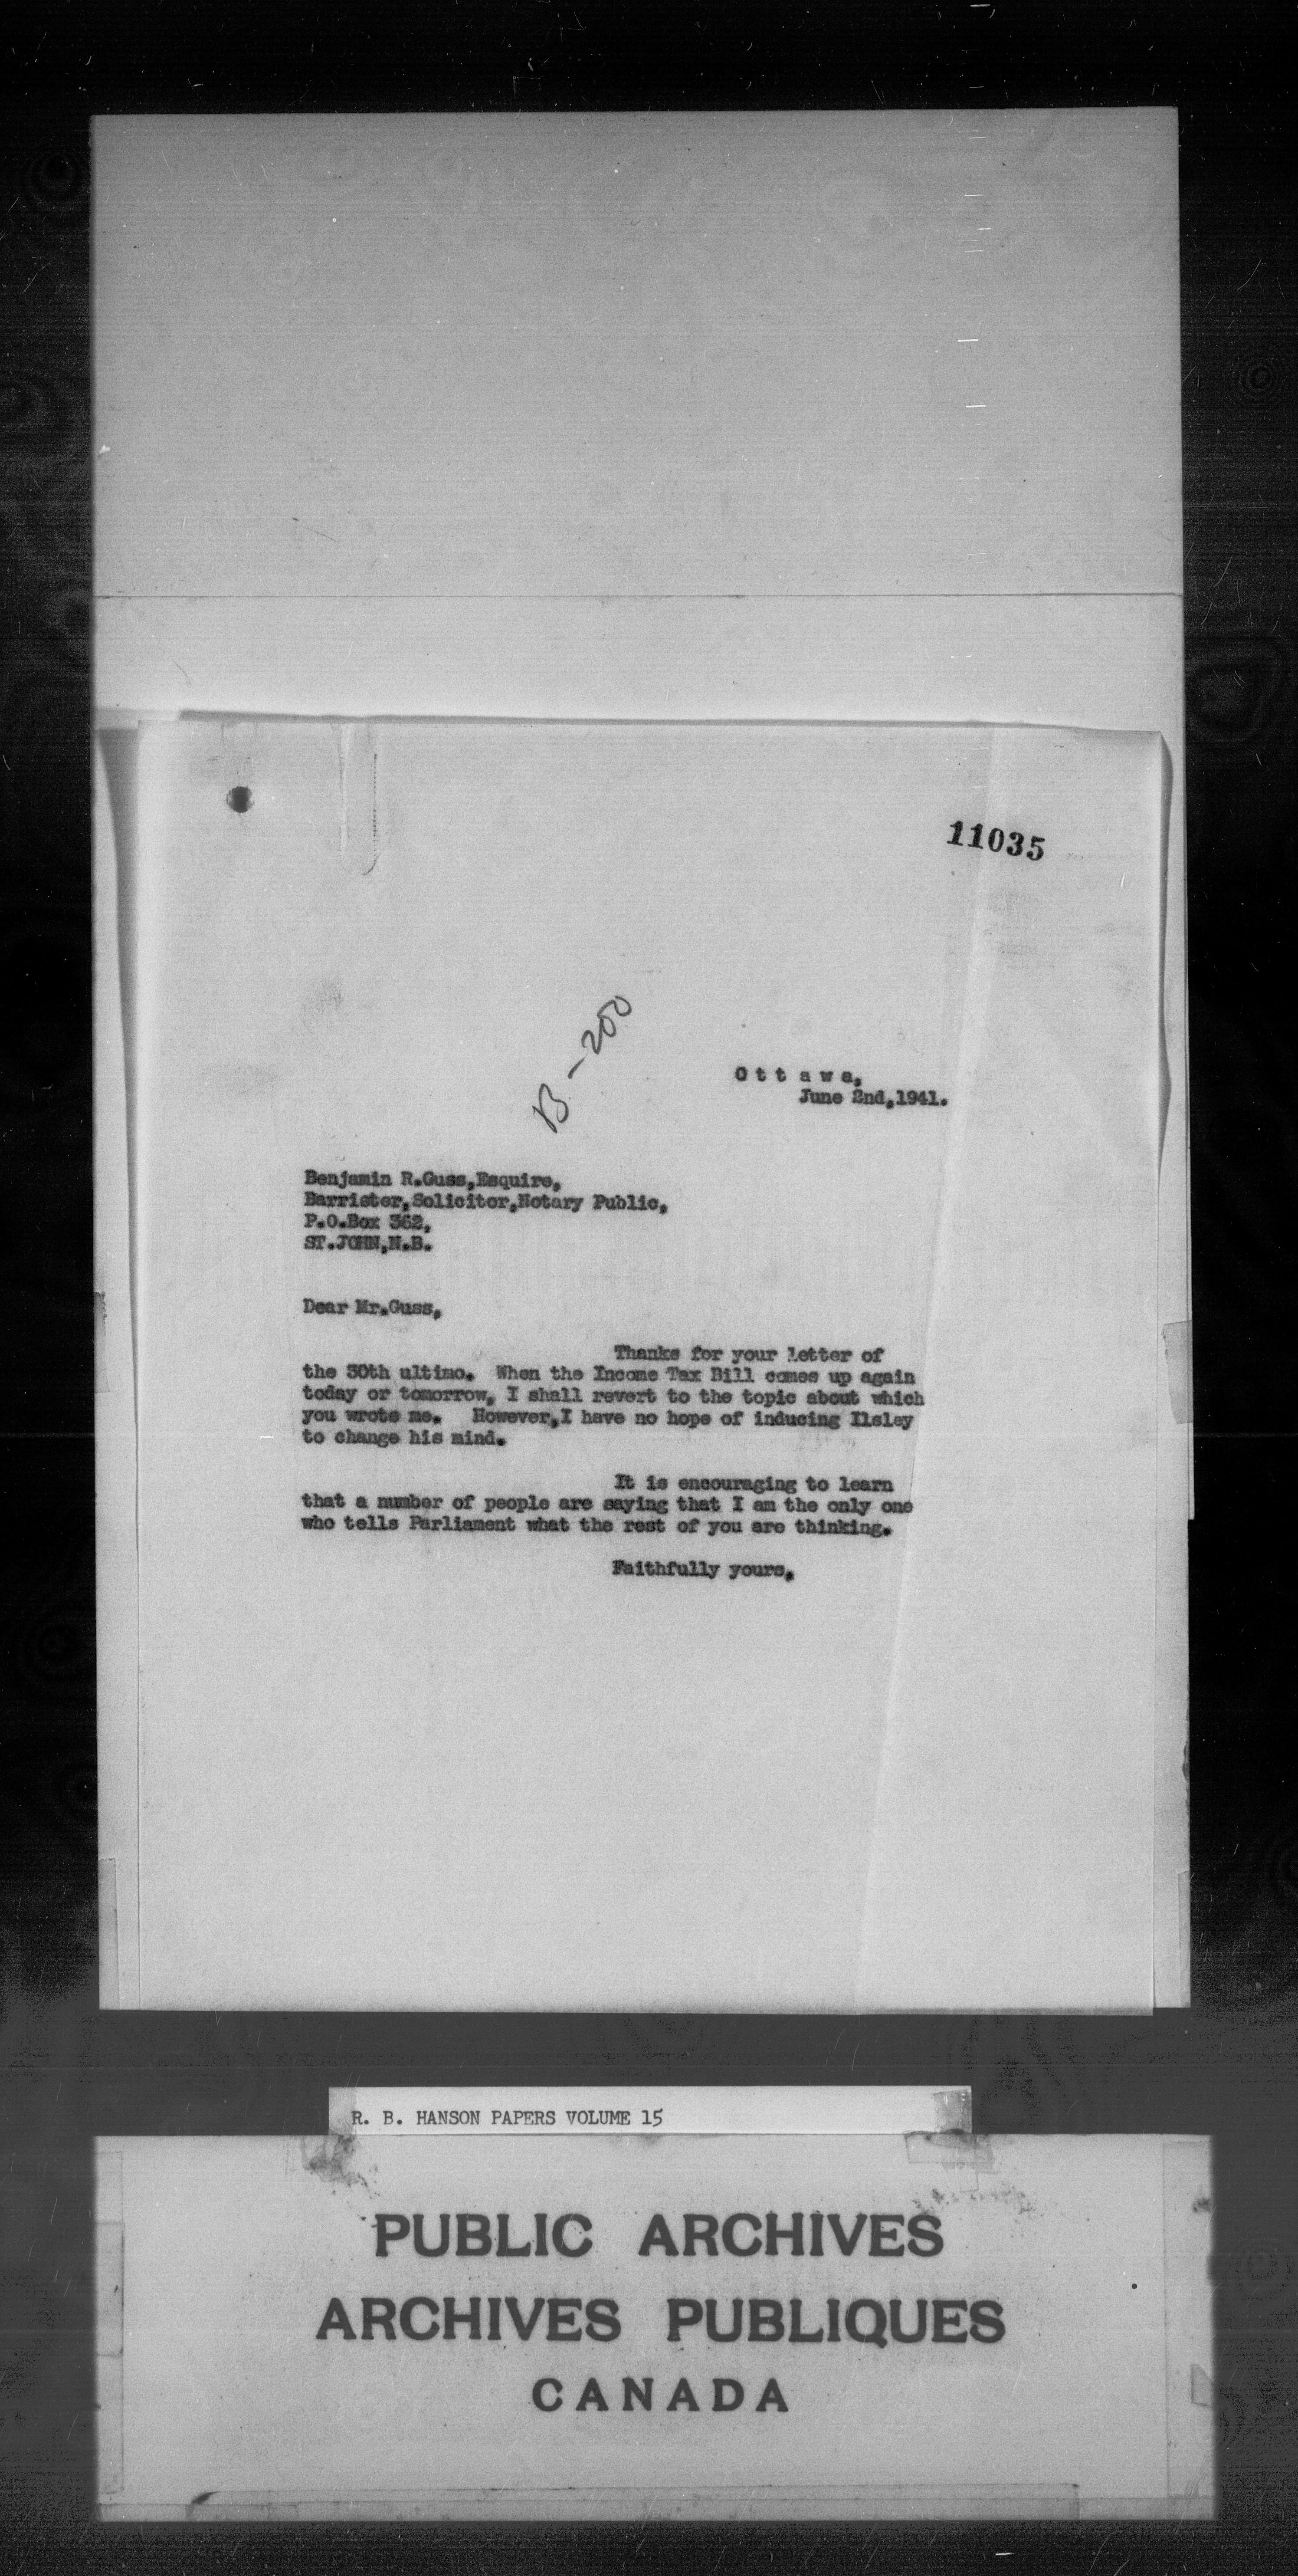 11035
B-200
O t t a w a,
June 2nd,1941.
Benjamin R.Guss,Esquire,
Barrister,Solicitor,Notary Public,
P.O.Box 362,
ST.JOHN,N.B.
Dear Mr.Guss,
Thanks for your letter of
the 30th ultimo. When the Income Tax Bill comes up again
today or tomorrow, I shall revert to the topic about which
you wrote me. However,I have no hope of inducing Ilsley
to change his mind.
It is encouraging to learn
that a number of people are saying that I am the only one
who tells Parliament what the rest of you are thinking.
Faithfully yours,
R. B. HANSON PAPERS VOLUME 15
PUBLIC ARCHIVES
ARCHIVES PUBLIQUES
CANADA